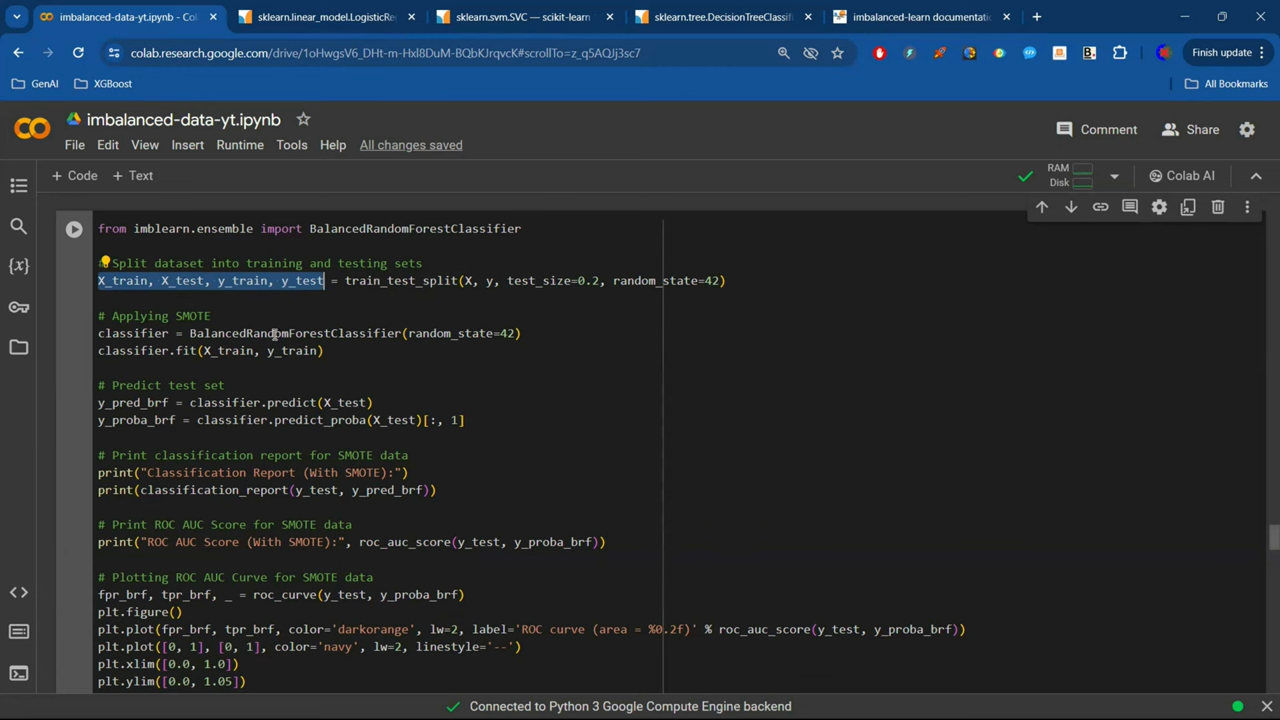 imbalanced-data-yt.ipynb - Col
sklearn.linear_model.LogisticRe
sklearn.svm.SVC — scikit-learn
sklearn.tree.DecisionTreeClassif
imbalanced-learn documentati
colab.research.google.com/drive/1oHwgsV6_DHt-m-Hxl8DuM-BQbKJrqvcK#scrollTo=z_q5AQJj3sc7
Finish update
GenAI
XGBoost
All Bookmarks
imbalanced-data-yt.ipynb
Comment
Share
File Edit View Insert Runtime Tools Help All changes saved
+ Code + Text
RAM
Disk
Colab AI
from imblearn.ensemble import BalancedRandomForestClassifier
Split dataset into training and testing sets
X_train, X_test, y_train, y_test = train_test_split(X, y, test_size=0.2, random_state=42)
# Applying SMOTE
classifier = BalancedRandomForestClassifier(random_state=42)
classifier.fit(X_train, y_train)
# Predict test set
y_pred_brf = classifier.predict(X_test)
y_proba_brf = classifier.predict_proba(X_test)[:, 1]
# Print classification report for SMOTE data
print("Classification Report (With SMOTE):")
print(classification_report(y_test, y_pred_brf))
# Print ROC AUC Score for SMOTE data
print("ROC AUC Score (With SMOTE):", roc_auc_score(y_test, y_proba_brf))
# Plotting ROC AUC Curve for SMOTE data
fpr_brf, tpr_brf, _ = roc_curve(y_test, y_proba_brf)
plt.figure()
plt.plot(fpr_brf, tpr_brf, color='darkorange', lw=2, label='ROC curve (area = %0.2f)' % roc_auc_score(y_test, y_proba_brf))
plt.plot([0, 1], [0, 1], color='navy', lw=2, linestyle='--')
plt.xlim([0.0, 1.0])
plt.ylim([0.0, 1.05])
Connected to Python 3 Google Compute Engine backend